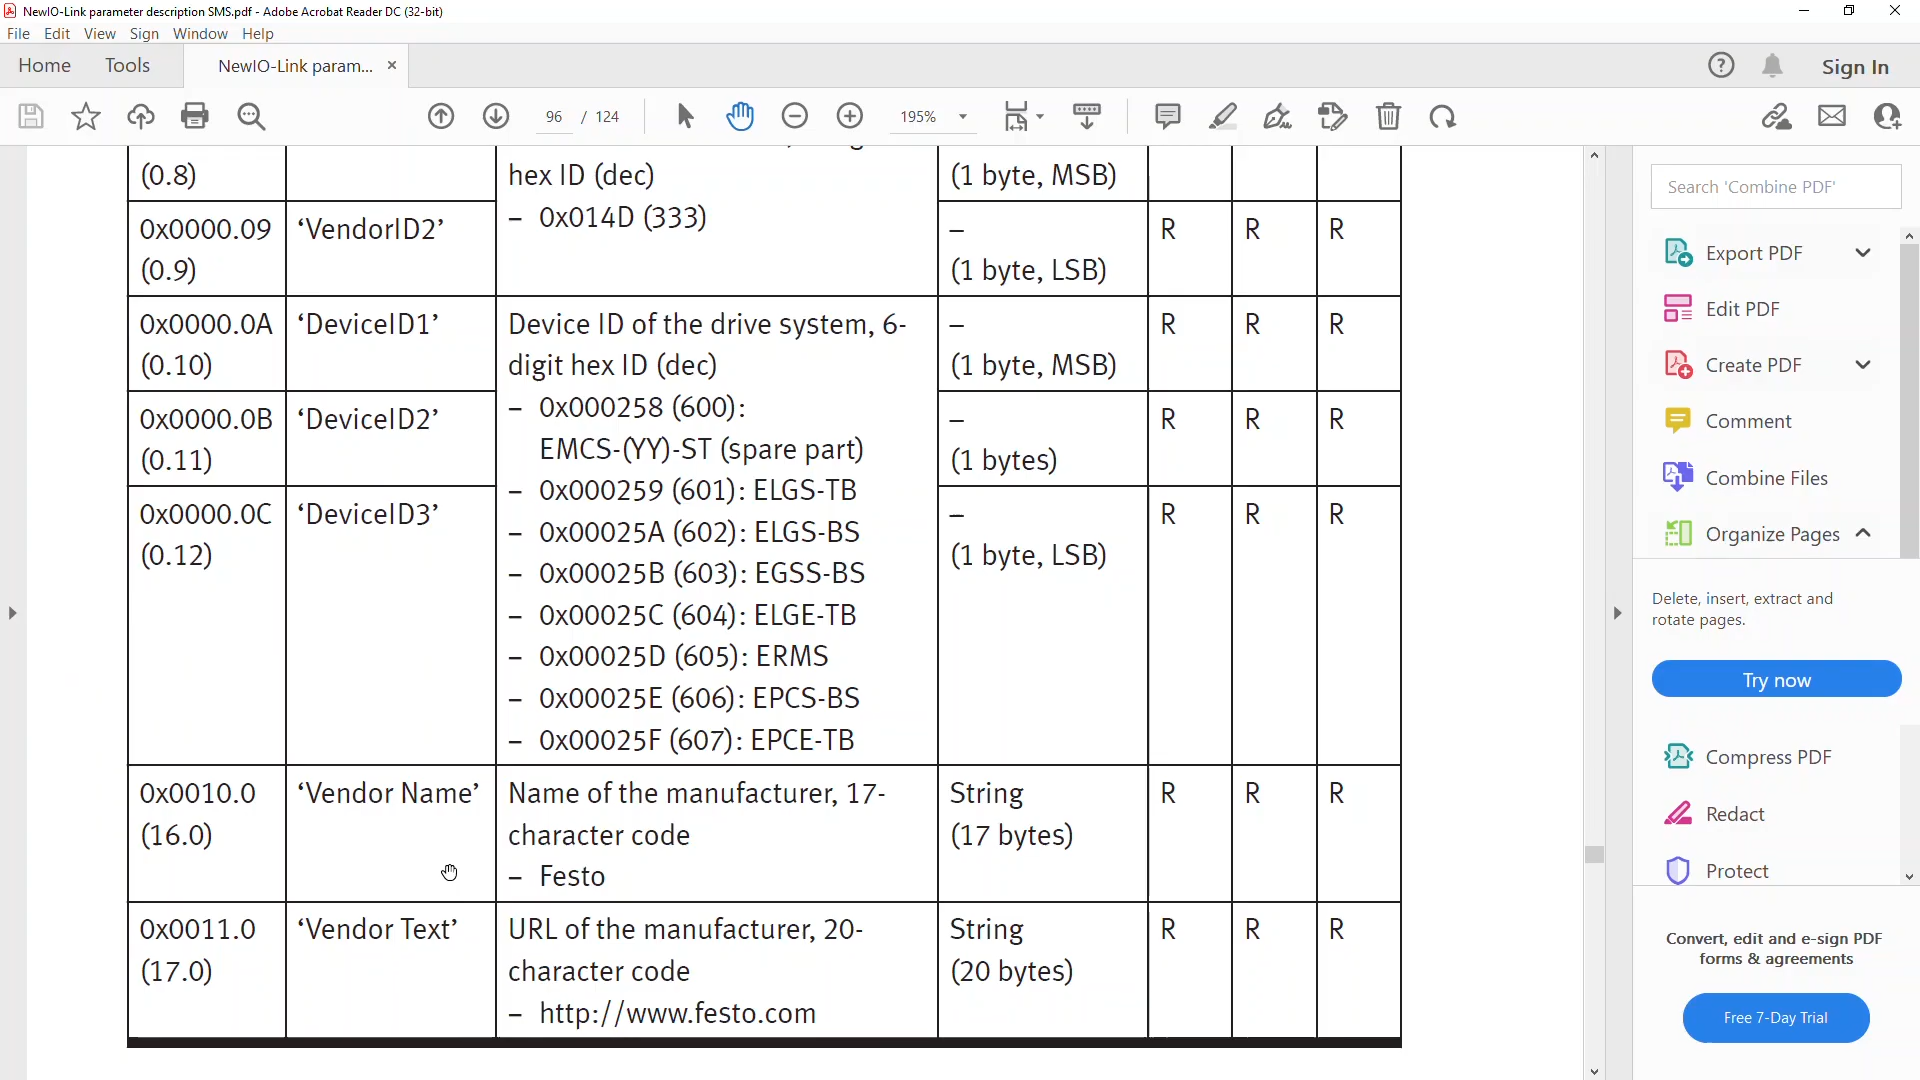 NewIO-Link parameter description SMS.pdf - Adobe Acrobat Reader DC (32-bit)
File Edit View Sign Window Help
Home Tools NewIO-Link param... × Sign In
96 / 124 195%
(0.8) hex ID (dec) (1 byte, MSB)
– 0x014D (333)
0x0000.09 ‘VendorID2’ – R R R
(0.9) (1 byte, LSB)
0x0000.0A ‘DeviceID1’ Device ID of the drive system, 6- – R R R
(0.10) digit hex ID (dec) (1 byte, MSB)
– 0x000258 (600):
0x0000.0B ‘DeviceID2’ – R R R
(0.11) EMCS-(YY)-ST (spare part) (1 bytes)
– 0x000259 (601): ELGS-TB
0x0000.0C ‘DeviceID3’ – R R R
– 0x00025A (602): ELGS-BS
(0.12) (1 byte, LSB)
– 0x00025B (603): EGSS-BS
– 0x00025C (604): ELGE-TB
– 0x00025D (605): ERMS
– 0x00025E (606): EPCS-BS
– 0x00025F (607): EPCE-TB
0x0010.0 ‘Vendor Name’ Name of the manufacturer, 17- String R R R
(16.0) character code (17 bytes)
– Festo
0x0011.0 ‘Vendor Text’ URL of the manufacturer, 20- String R R R
(17.0) character code (20 bytes)
– http://www.festo.com
Search 'Combine PDF'
Export PDF
Edit PDF
Create PDF
Comment
Combine Files
Organize Pages
Delete, insert, extract and
rotate pages.
Try now
Compress PDF
Redact
Protect
Convert, edit and e-sign PDF
forms & agreements
Free 7-Day Trial